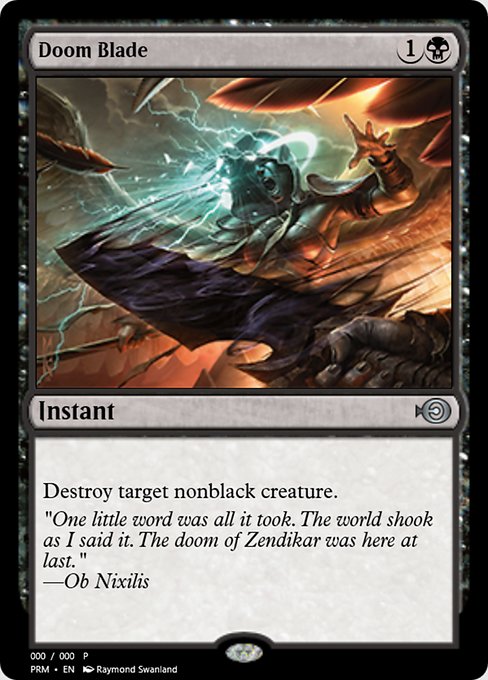 Doom Blade 1
Instant
Destroy target nonblack creature.
"One little word was all it took. The world shook
as I said it. The doom of Zendikar was here at
last."
—Ob Nixilis
000 / 000 P
PRM • EN Raymond Swanland